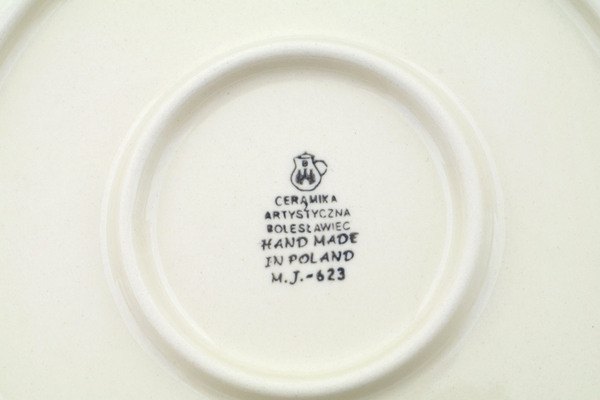 CERAMIKA
ARTYSTYCZNA
BOLESŁAWIEC
HAND MADE
IN POLAND
M.J.-623